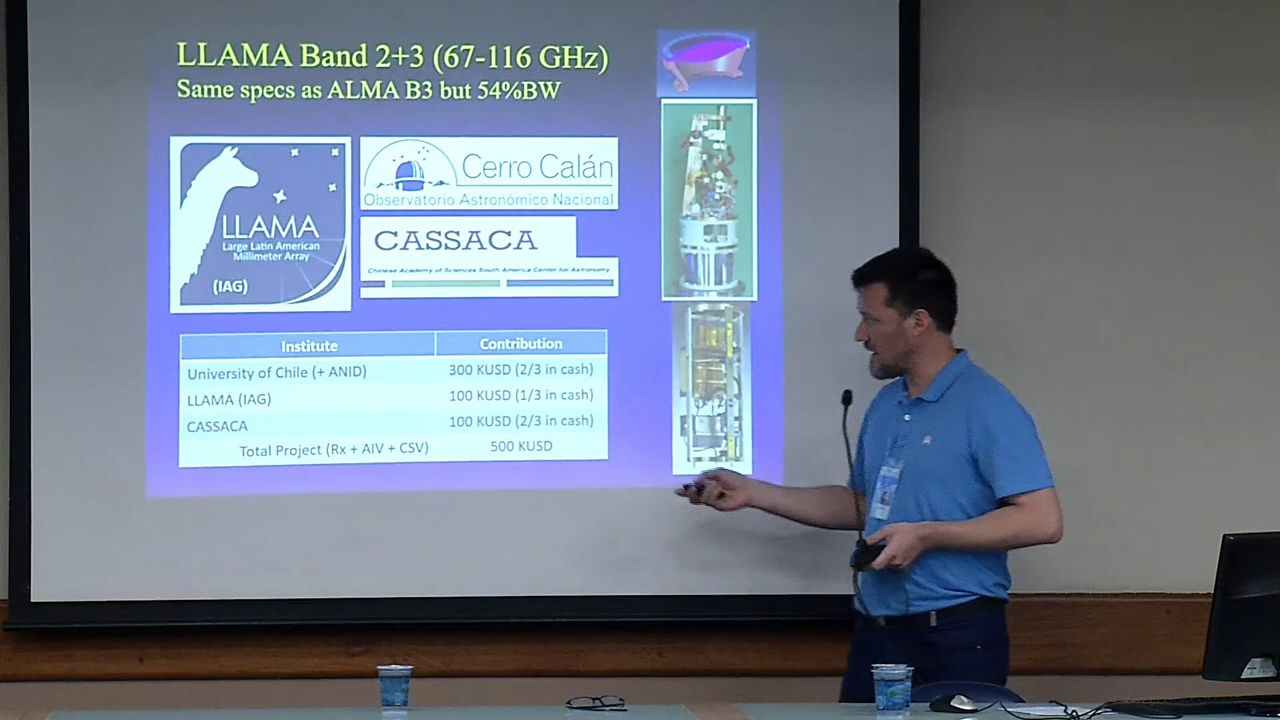 LLAMA Band 2+3 (67-116 GHz)
Same specs as ALMA B3 but 54%BW
LLAMA
Large Latin American
Millimeter Array
(IAG)
Cerro Calán
Observatorio Astronómico Nacional
CASSACA
Chinese Academy of Sciences South America Center for Astronomy
Institute Contribution
University of Chile (+ ANID) 300 KUSD (2/3 in cash)
LLAMA (IAG) 100 KUSD (1/3 in cash)
CASSACA 100 KUSD (2/3 in cash)
Total Project (Rx + AIV + CSV) 500 KUSD